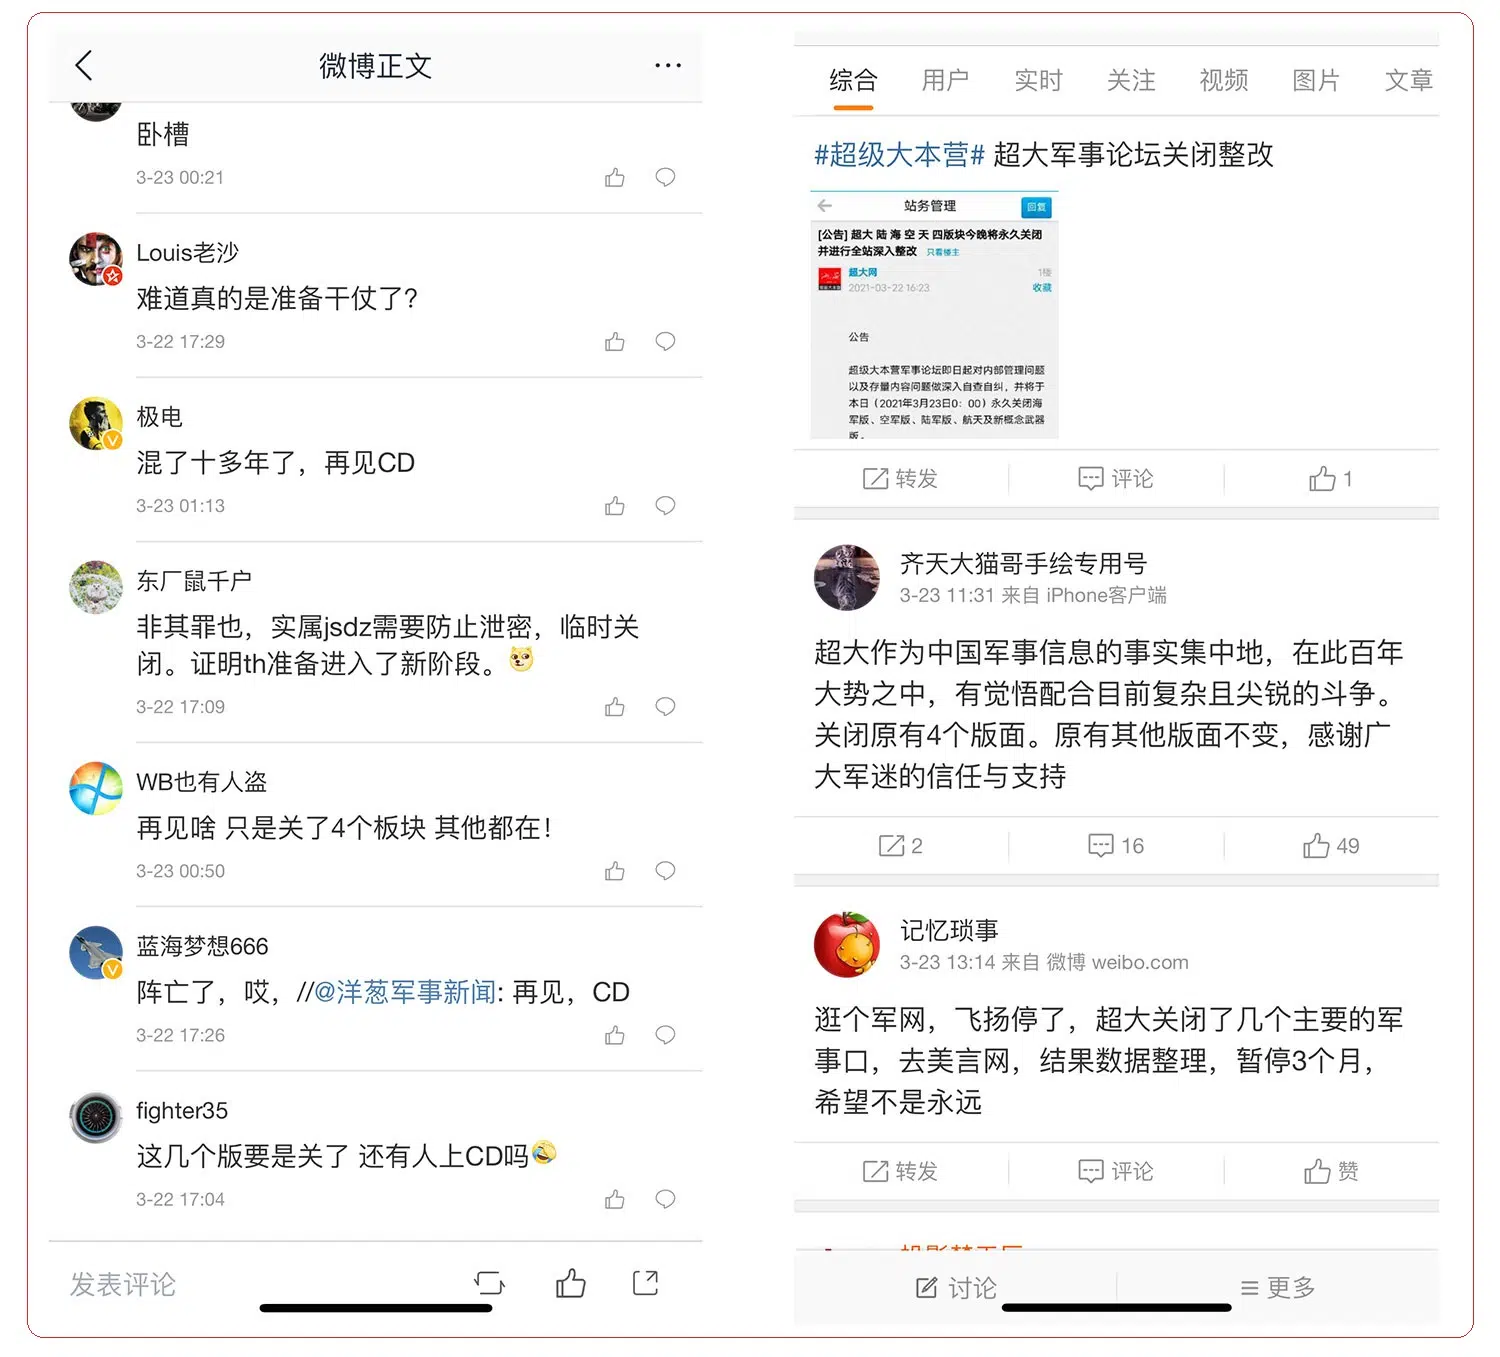 微博正文
卧槽
3-23 00:21
Louis老沙
难道真的是准备干仗了?
3-22 17:29
极电
混了十多年了，再见CD
3-23 01:13
东厂鼠千户
非其罪也，实属jsdz需要防止泄密，临时关
闭。证明th准备进入了新阶段。
3-22 17:09
WB也有人盗
再见啥 只是关了4个板块 其他都在！
3-23 00:50
蓝海梦想666
阵亡了，哎，//@洋葱军事新闻: 再见，CD
3-22 17:26
fighter35
这几个版要是关了 还有人上CD吗
3-22 17:04
发表评论
综合 用户 实时 关注 视频 图片 文章
#超级大本营# 超大军事论坛关闭整改
站务管理 回复
[公告] 超大 陆 海 空 天 四版块今晚将永久关闭
并进行全站深入整改 只看楼主
超大网 1楼
2021-03-22 16:23 收藏
公告
超级大本营军事论坛即日起对内部管理问题
以及存量内容问题做深入自查自纠，并将于
本日（2021年3月23日0：00）永久关闭海
军版、空军版、陆军版、航天及新概念武器
版。
转发 评论 1
齐天大猫哥手绘专用号
3-23 11:31 来自 iPhone客户端
超大作为中国军事信息的事实集中地，在此百年
大势之中，有觉悟配合目前复杂且尖锐的斗争。
关闭原有4个版面。原有其他版面不变，感谢广
大军迷的信任与支持
2 16 49
记忆琐事
3-23 13:14 来自 微博 weibo.com
逛个军网，飞扬停了，超大关闭了几个主要的军
事口，去美言网，结果数据整理，暂停3个月，
希望不是永远
转发 评论 赞
讨论 更多